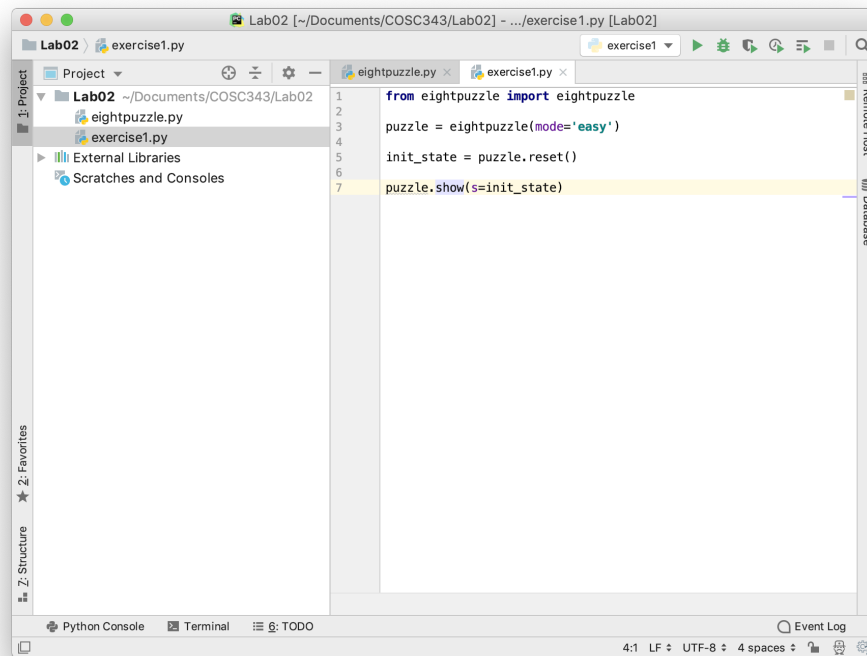 Lab02 [~/Documents/COSC343/Lab02] - .../exercise1.py [Lab02]
Lab02 exercise1.py
exercise1
1: Project
Project
Lab02 ~/Documents/COSC343/Lab02
eightpuzzle.py
exercise1.py
External Libraries
Scratches and Consoles
eightpuzzle.py exercise1.py
1 from eightpuzzle import eightpuzzle
2
3 puzzle = eightpuzzle(mode='easy')
4
5 init_state = puzzle.reset()
6
7 puzzle.show(s=init_state)
Remote Host
Database
2: Favorites
Z: Structure
Python Console Terminal 6: TODO
Event Log
4:1 LF UTF-8 4 spaces